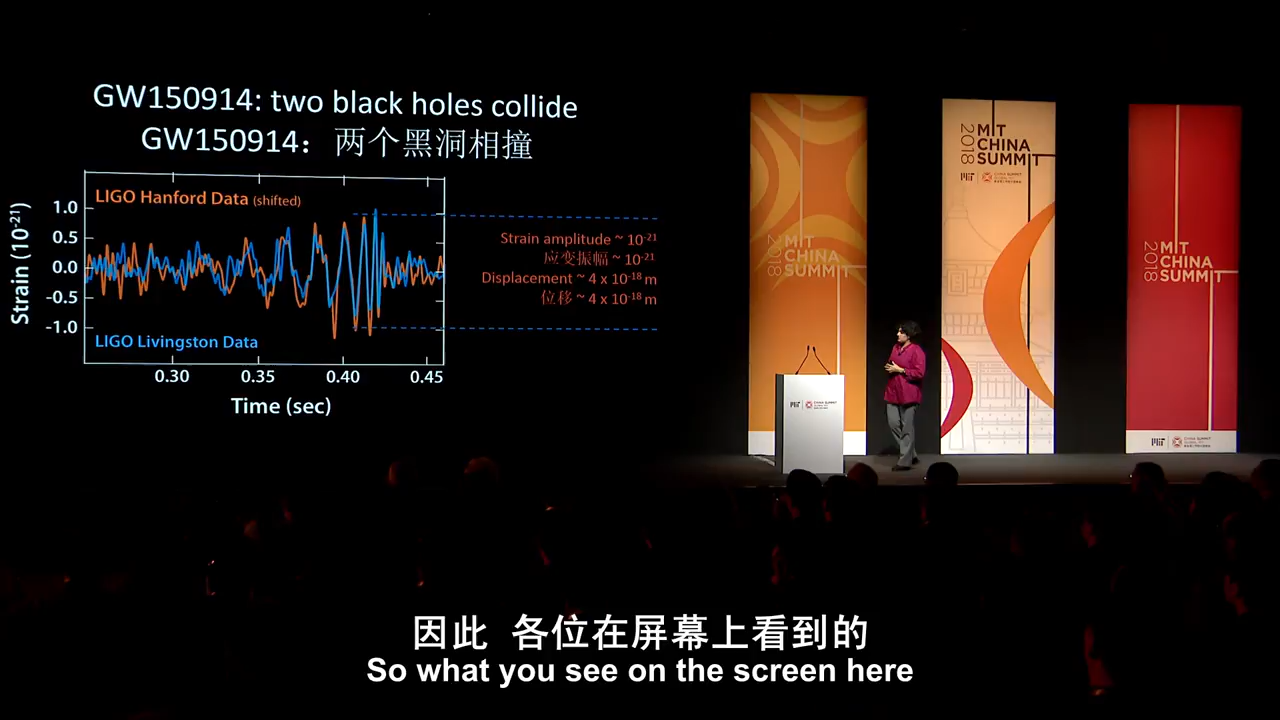 GW150914: two black holes collide
GW150914：两个黑洞相撞
LIGO Hanford Data (shifted)
1.0
0.5
0.0
-0.5
-1.0
Strain (10-21)
LIGO Livingston Data
0.30
0.35
0.40
0.45
Time (sec)
Strain amplitude ~ 10-21
应变振幅 ~ 10-21
Displacement ~ 4 x 10-18 m
位移 ~ 4 x 10-18 m
2018
MIT
CHINA
SUMMIT
2018
MIT
CHINA
SUMMIT
2018
MIT
CHINA
SUMMIT
因此 各位在屏幕上看到的
So what you see on the screen here